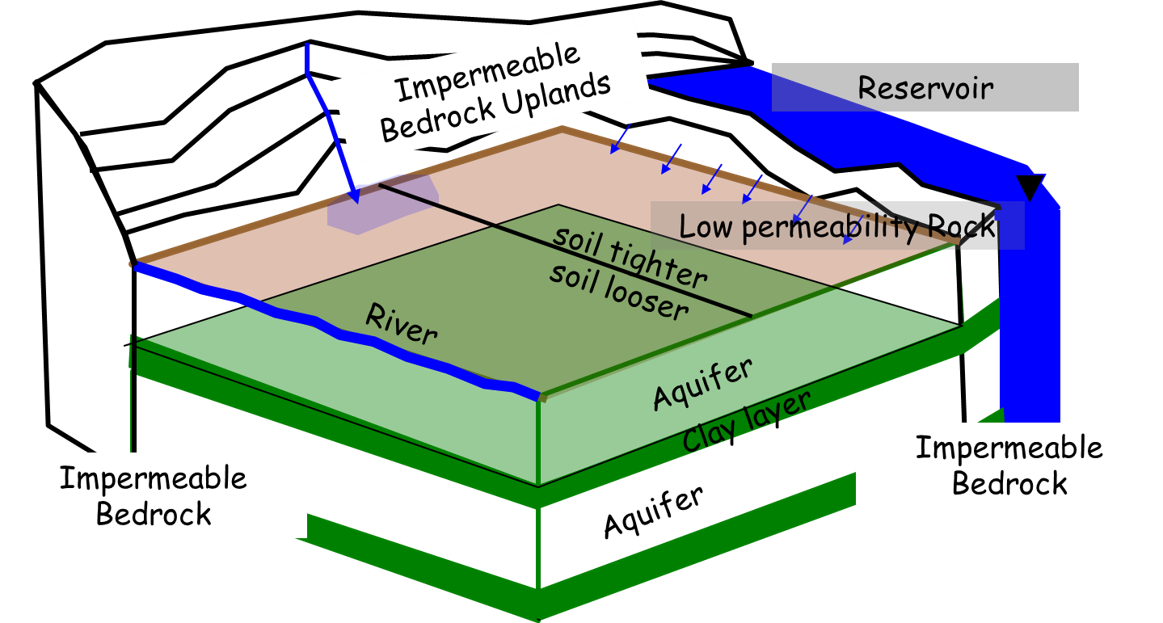 Impermeable
Bedrock Uplands
Reservoir
Low permeability Rock
soil tighter
soil looser
River
Aquifer
Clay layer
Impermeable
Bedrock
Impermeable
Bedrock
Aquifer